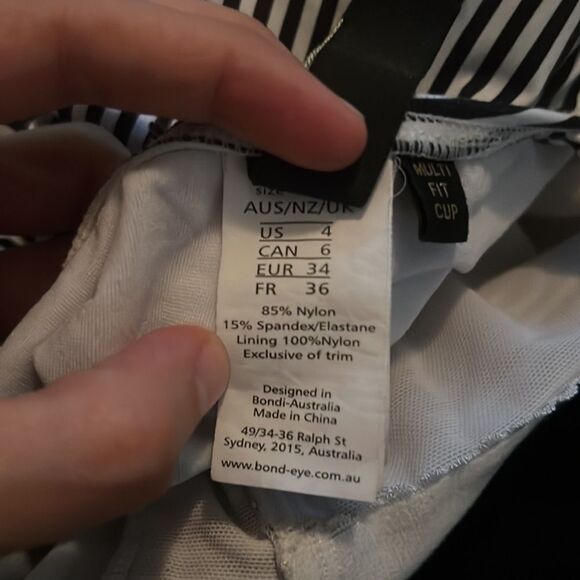 size
AUS/NZ/UK
US 4
CAN 6
EUR 34
FR 36
85% Nylon
15% Spandex/Elastane
Lining 100%Nylon
Exclusive of trim
Designed in
Bondi-Australia
Made in China
49/34-36 Ralph St
Sydney, 2015, Australia
www.bond-eye.com.au
MULTI
FIT
CUP